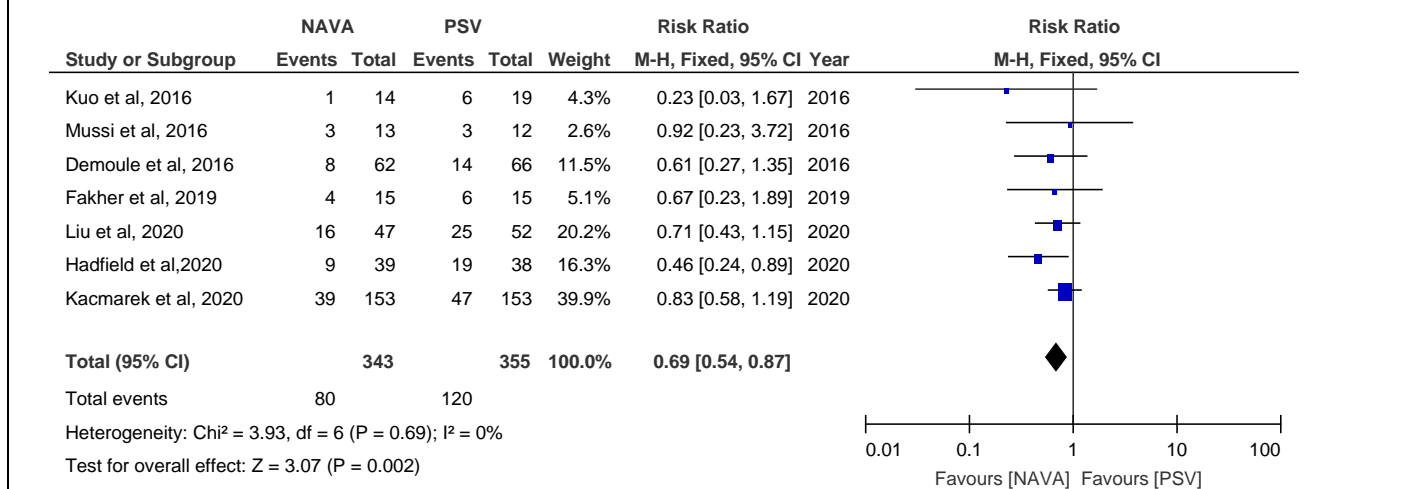 NAVA PSV Risk Ratio Risk Ratio
Study or Subgroup Events Total Events Total Weight M-H, Fixed, 95% CI Year M-H, Fixed, 95% CI
Kuo et al, 2016 1 14 6 19 4.3% 0.23 [0.03, 1.67] 2016
Mussi et al, 2016 3 13 3 12 2.6% 0.92 [0.23, 3.72] 2016
Demoule et al, 2016 8 62 14 66 11.5% 0.61 [0.27, 1.35] 2016
Fakher et al, 2019 4 15 6 15 5.1% 0.67 [0.23, 1.89] 2019
Liu et al, 2020 16 47 25 52 20.2% 0.71 [0.43, 1.15] 2020
Hadfield et al,2020 9 39 19 38 16.3% 0.46 [0.24, 0.89] 2020
Kacmarek et al, 2020 39 153 47 153 39.9% 0.83 [0.58, 1.19] 2020
Total (95% CI) 343 355 100.0% 0.69 [0.54, 0.87]
Total events 80 120
Heterogeneity: Chi² = 3.93, df = 6 (P = 0.69); I² = 0%
Test for overall effect: Z = 3.07 (P = 0.002)
0.01 0.1 1 10 100
Favours [NAVA] Favours [PSV]